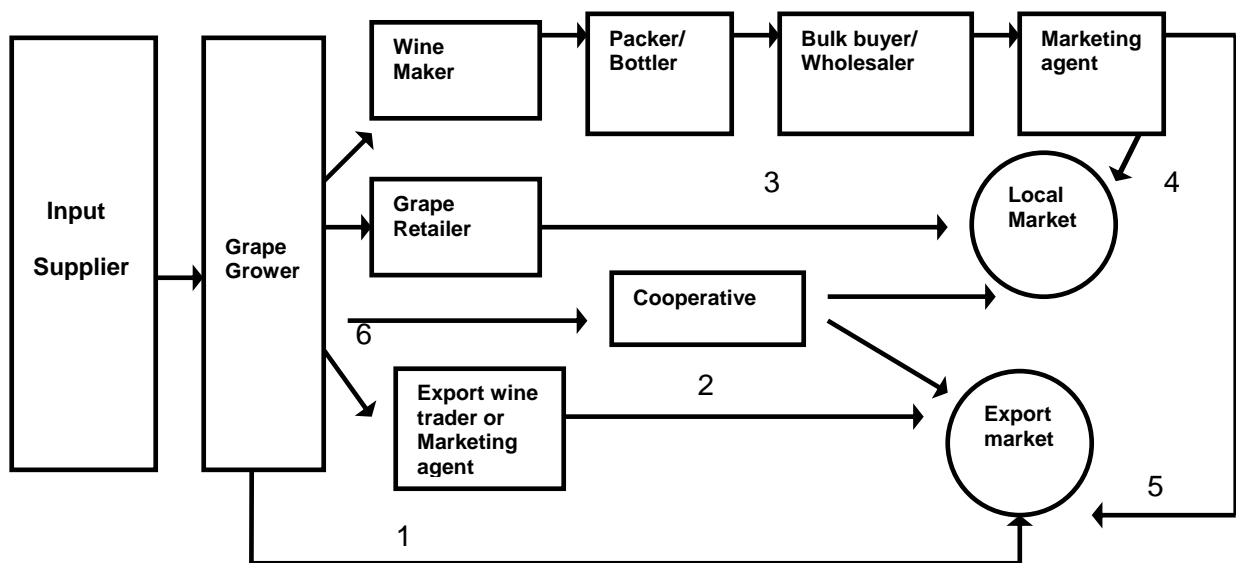 Input
Supplier
Grape
Grower
Wine
Maker
Packer/
Bottler
Bulk buyer/
Wholesaler
Marketing
agent
3
4
Grape
Retailer
Local
Market
Cooperative
6
2
Export wine
trader or
Marketing
agent
Export
market
5
1